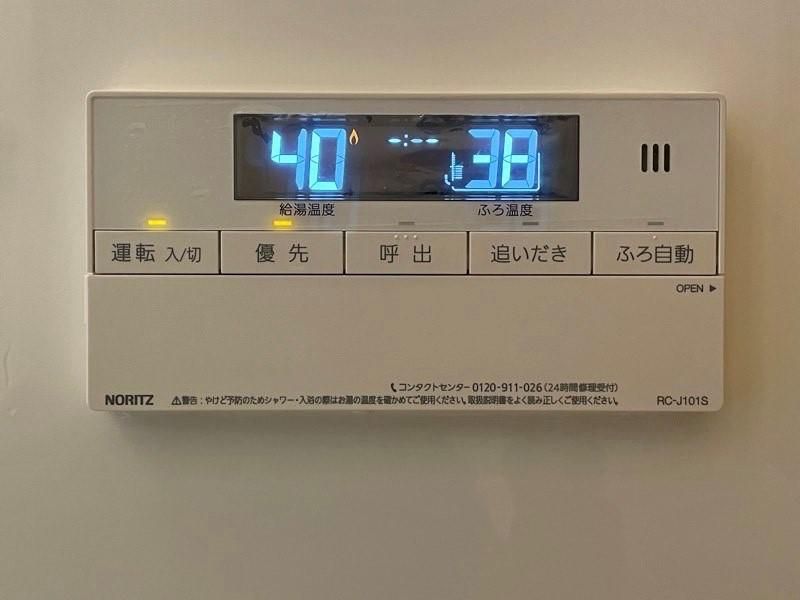 40 -:-- 38
給湯温度 ふろ温度
運転 入/切 優先 呼出 追いだき ふろ自動
OPEN ▶
コンタクトセンター 0120-911-026 (24時間修理受付)
NORITZ ⚠警告:やけど予防のためシャワー・入浴の際はお湯の温度を確かめてご使用ください。取扱説明書をよく読み正しくご使用ください。 RC-J101S